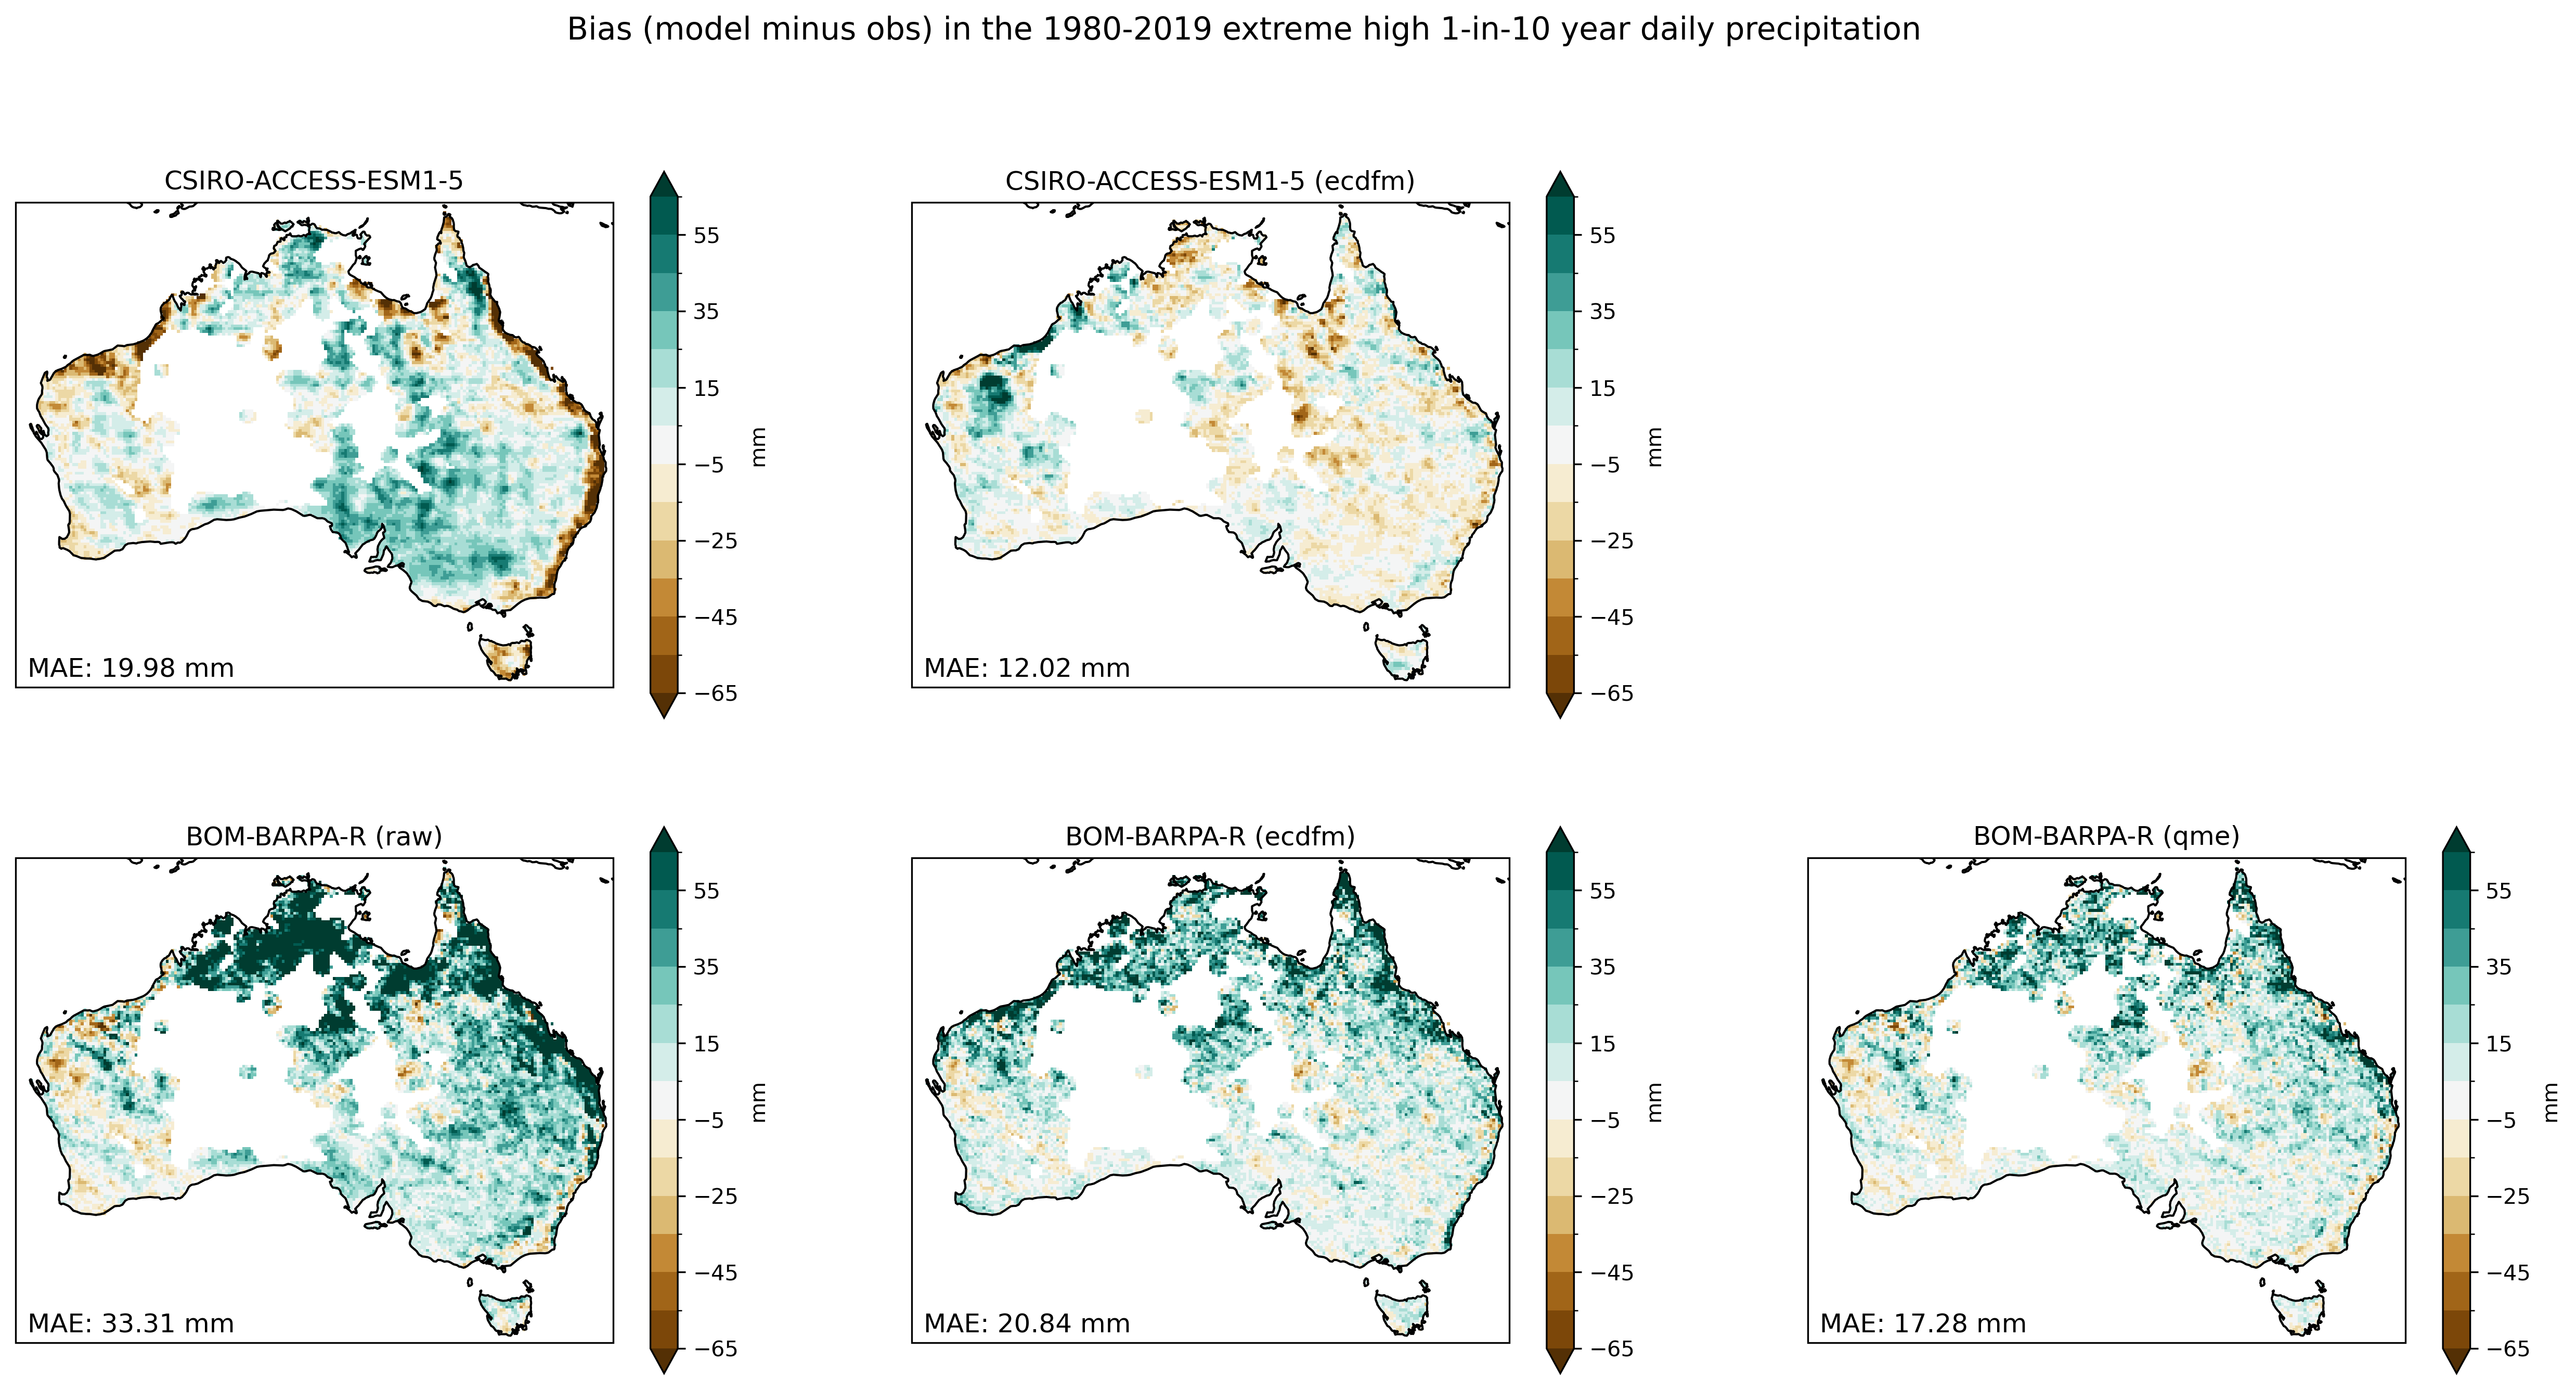 Bias (model minus obs) in the 1980-2019 extreme high 1-in-10 year daily precipitation
CSIRO-ACCESS-ESM1-5
MAE: 19.98 mm
55
35
15
−5
−25
−45
−65
mm
CSIRO-ACCESS-ESM1-5 (ecdfm)
MAE: 12.02 mm
55
35
15
−5
−25
−45
−65
mm
BOM-BARPA-R (raw)
MAE: 33.31 mm
55
35
15
−5
−25
−45
−65
mm
BOM-BARPA-R (ecdfm)
MAE: 20.84 mm
55
35
15
−5
−25
−45
−65
mm
BOM-BARPA-R (qme)
MAE: 17.28 mm
55
35
15
−5
−25
−45
−65
mm